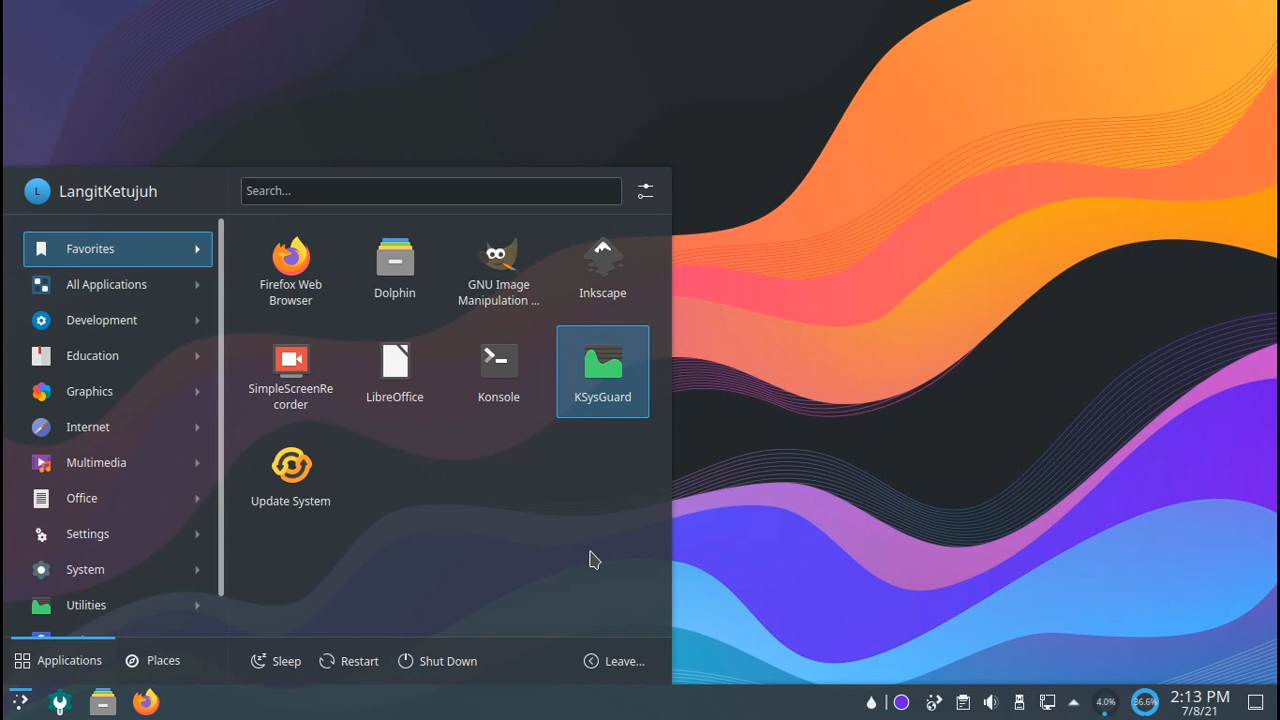 L
LangitKetujuh
Search...
Favorites
All Applications
Development
Education
Graphics
Internet
Multimedia
Office
Settings
System
Utilities
Firefox Web
Browser
Dolphin
GNU Image
Manipulation ...
Inkscape
SimpleScreenRe
corder
LibreOffice
Konsole
KSysGuard
Update System
Applications
Places
Sleep
Restart
Shut Down
Leave...
4.0%
36.6%
2:13 PM
7/8/21